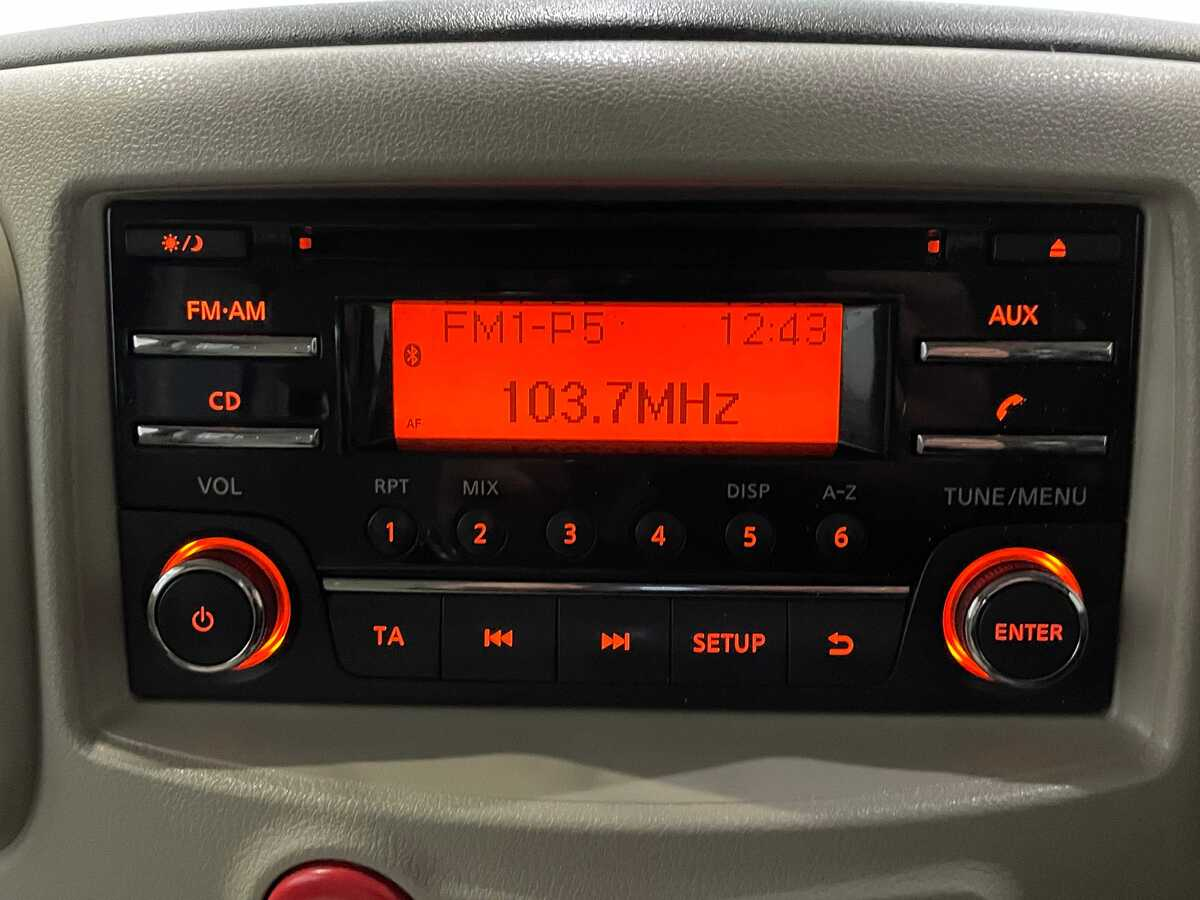 FM·AM
CD
VOL
FM1-P5 12:43
103.7MHz
AF
AUX
TUNE/MENU
RPT MIX DISP A-Z
1 2 3 4 5 6
TA SETUP
ENTER